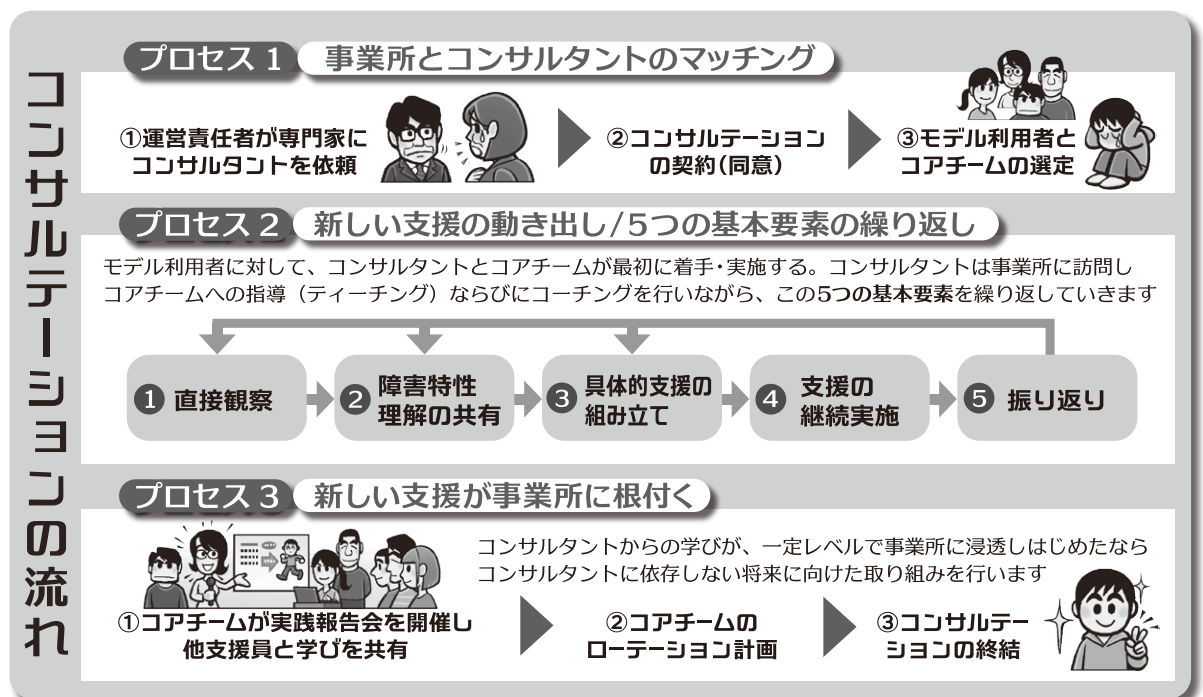 コンサルテーションの流れ
プロセス 1 事業所とコンサルタントのマッチング
①運営責任者が専門家に
コンサルタントを依頼
②コンサルテーション
の契約(同意)
③モデル利用者と
コアチームの選定
プロセス 2 新しい支援の動き出し/5つの基本要素の繰り返し
モデル利用者に対して、コンサルタントとコアチームが最初に着手・実施する。コンサルタントは事業所に訪問し
コアチームへの指導（ティーチング）ならびにコーチングを行いながら、この5つの基本要素を繰り返していきます
❶ 直接観察
❷ 障害特性
理解の共有
❸ 具体的支援の
組み立て
❹ 支援の
継続実施
❺ 振り返り
プロセス 3 新しい支援が事業所に根付く
コンサルタントからの学びが、一定レベルで事業所に浸透しはじめたなら
コンサルタントに依存しない将来に向けた取り組みを行います
①コアチームが実践報告会を開催し
他支援員と学びを共有
②コアチームの
ローテーション計画
③コンサルテー
ションの終結